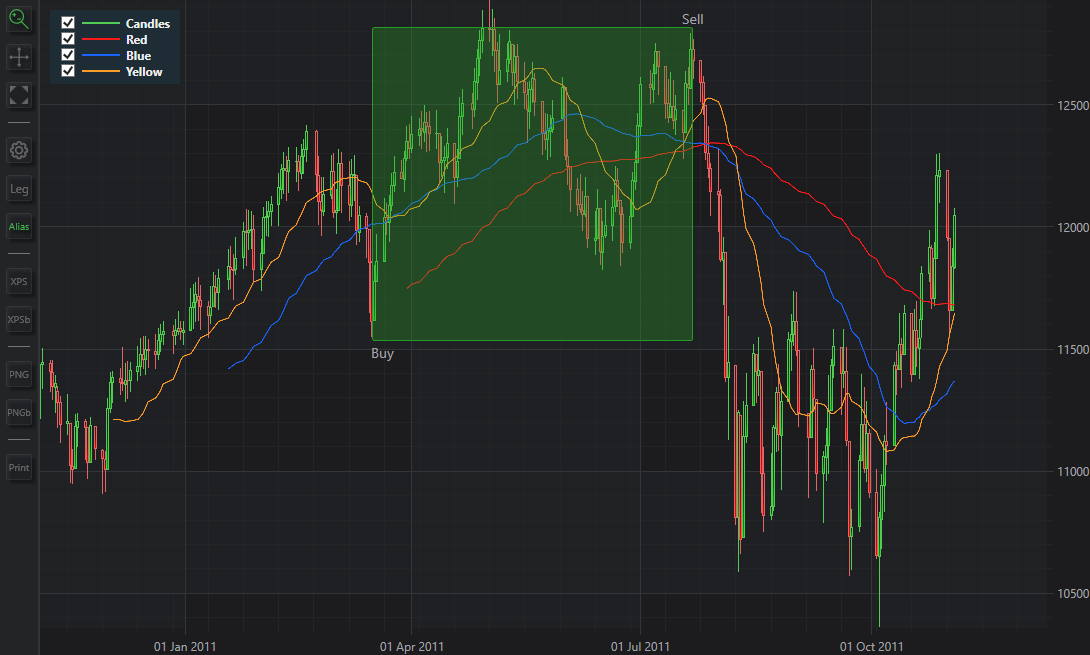 Candles
Red
Blue
Yellow
Sell
Buy
Leg
Alias
XPS
XPSb
PNG
PNGb
Print
12500
12000
11500
11000
10500
01 Jan 2011
01 Apr 2011
01 Jul 2011
01 Oct 2011